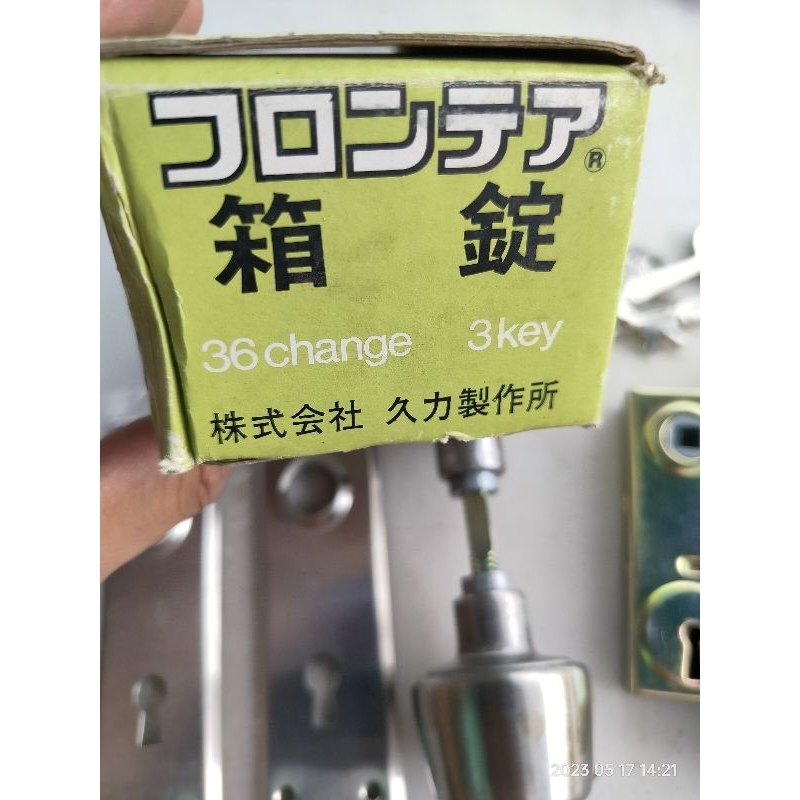 フロンテア®
箱 錠
36 change 3 key
株式会社 久力製作所
2023 05 17 14:21